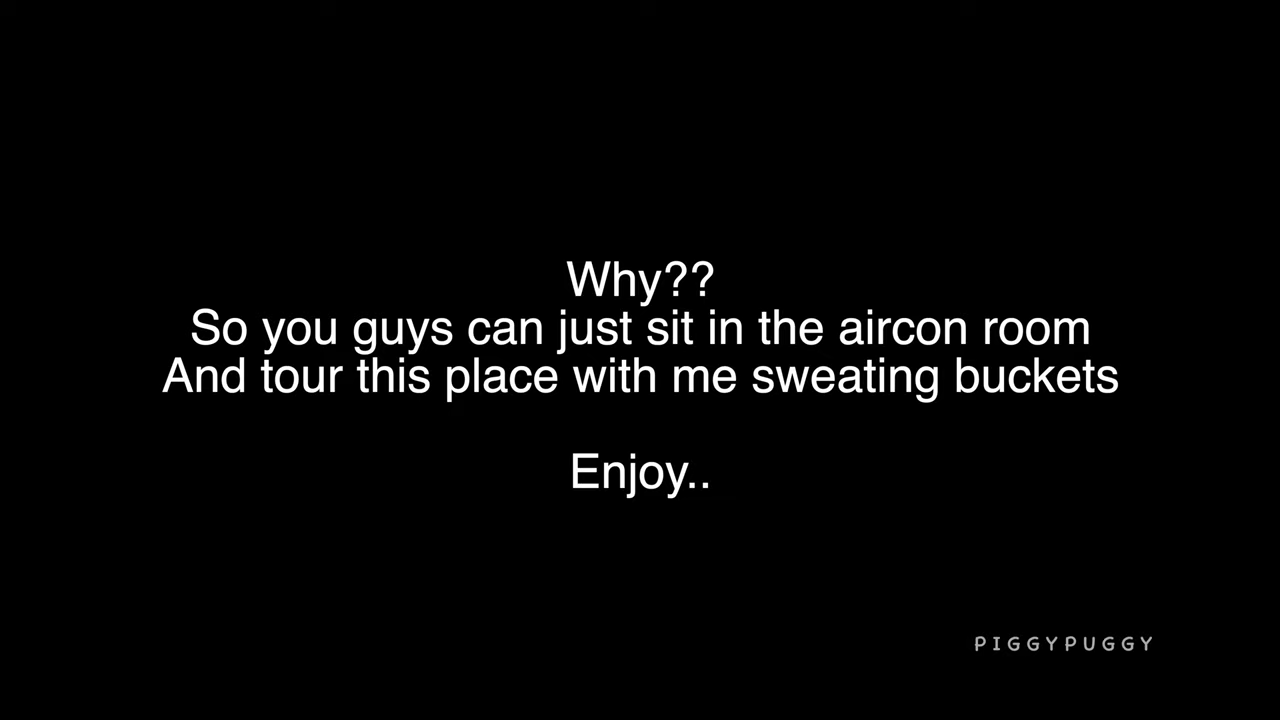 Why??
So you guys can just sit in the aircon room
And tour this place with me sweating buckets
Enjoy..
PIGGYPUGGY